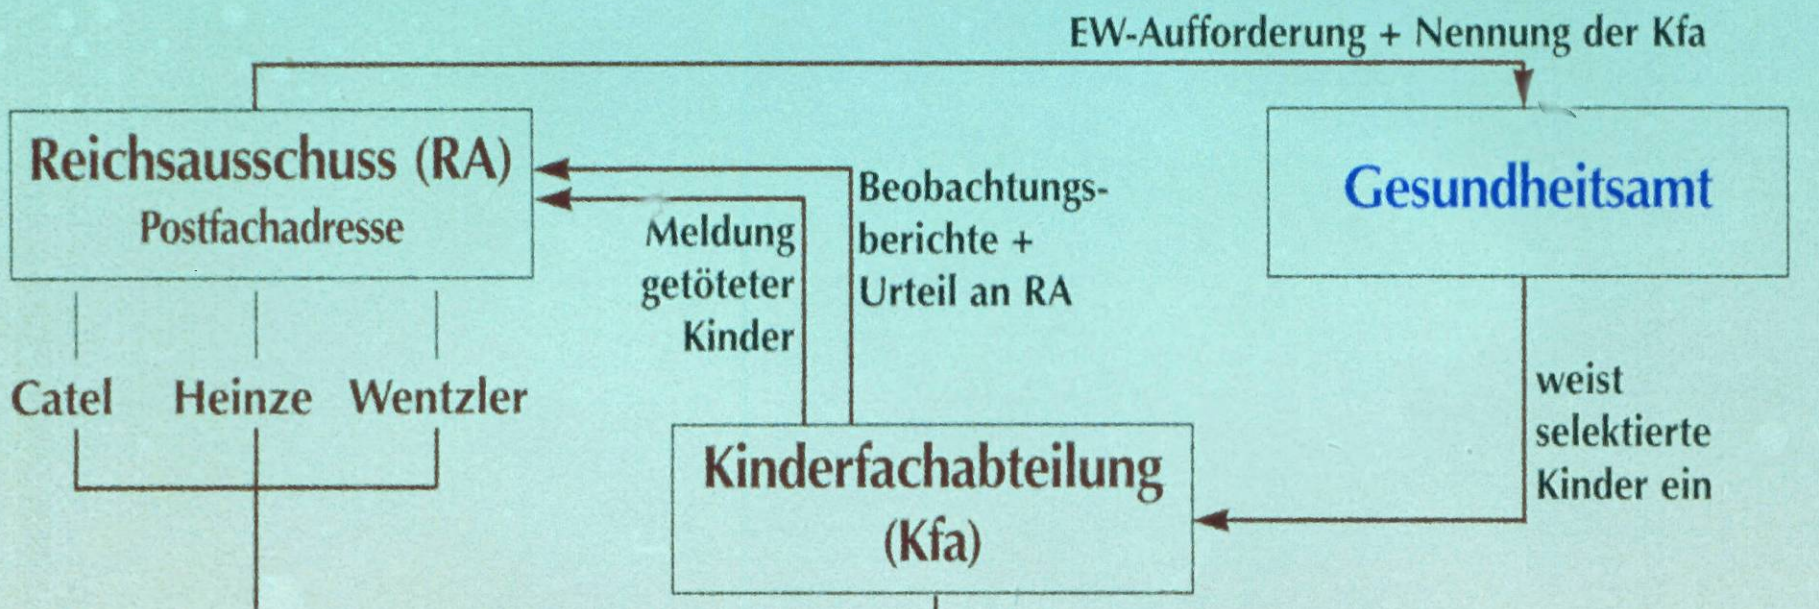 EW-Aufforderung + Nennung der Kfa
Reichsausschuss (RA)
Postfachadresse
Gesundheitsamt
Beobachtungs-
berichte +
Urteil an RA
Meldung
getöteter
Kinder
Catel Heinze Wentzler
weist
selektierte
Kinder ein
Kinderfachabteilung
(Kfa)